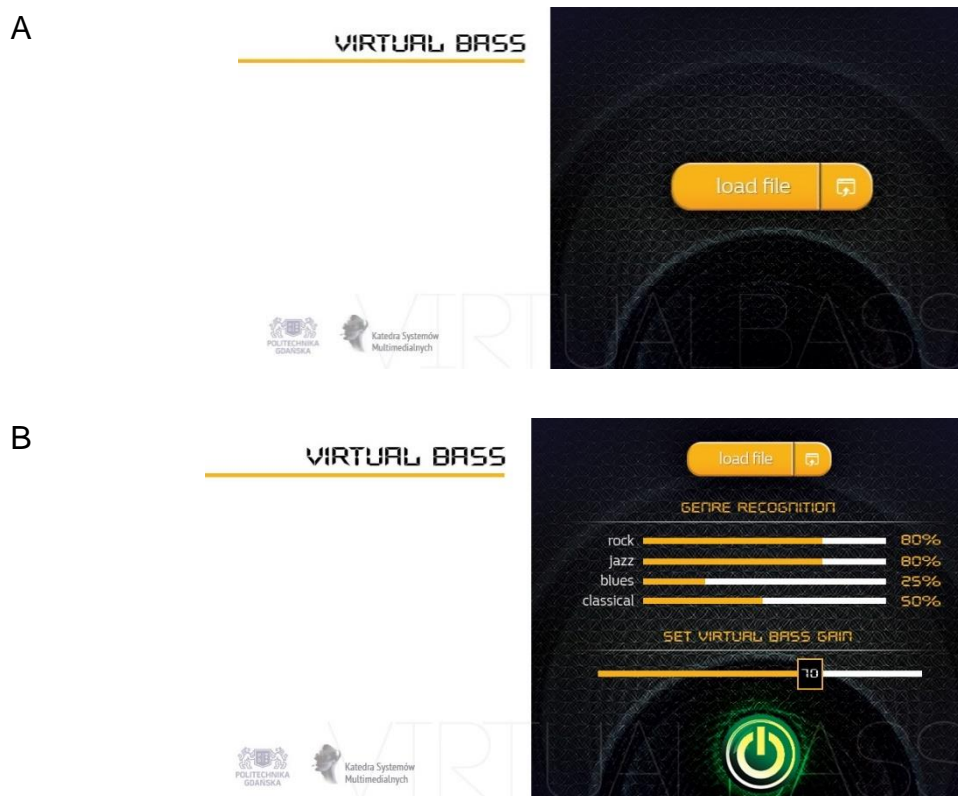 A
VIRTUAL BASS
load file
VIRTUAL BASS
POLITECHNIKA
GDAŃSKA
Katedra Systemów
Multimedialnych
B
VIRTUAL BASS
load file
GENRE RECOGNITION
rock 80%
jazz 80%
blues 25%
classical 50%
SET VIRTUAL BASS GAIN
70
VIRTUAL BASS
POLITECHNIKA
GDAŃSKA
Katedra Systemów
Multimedialnych